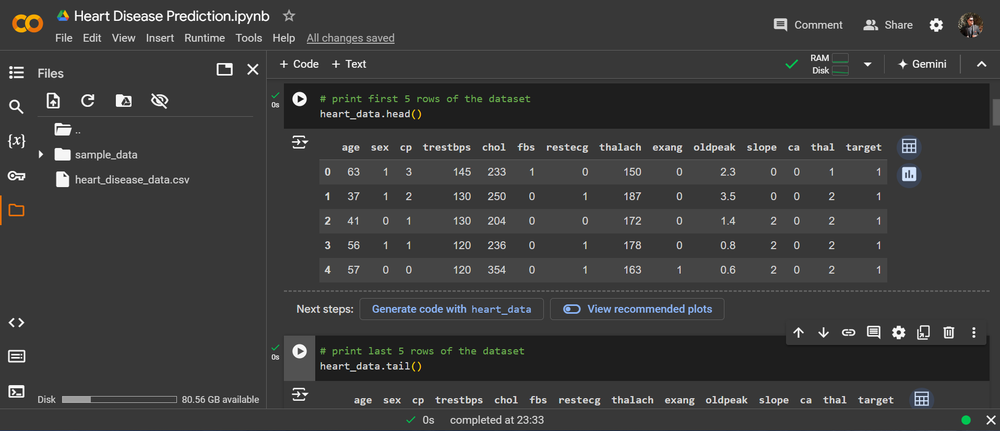 Heart Disease Prediction.ipynb
File Edit View Insert Runtime Tools Help All changes saved
Comment Share
Files
..
sample_data
heart_disease_data.csv
Disk 80.56 GB available
+ Code + Text
RAM
Disk
Gemini
0s
# print first 5 rows of the dataset
heart_data.head()
age sex cp trestbps chol fbs restecg thalach exang oldpeak slope ca thal target
0 63 1 3 145 233 1 0 150 0 2.3 0 0 1 1
1 37 1 2 130 250 0 1 187 0 3.5 0 0 2 1
2 41 0 1 130 204 0 0 172 0 1.4 2 0 2 1
3 56 1 1 120 236 0 1 178 0 0.8 2 0 2 1
4 57 0 0 120 354 0 1 163 1 0.6 2 0 2 1
Next steps: Generate code with heart_data View recommended plots
0s
# print last 5 rows of the dataset
heart_data.tail()
age sex cp trestbps chol fbs restecg thalach exang oldpeak slope ca thal target
0s completed at 23:33